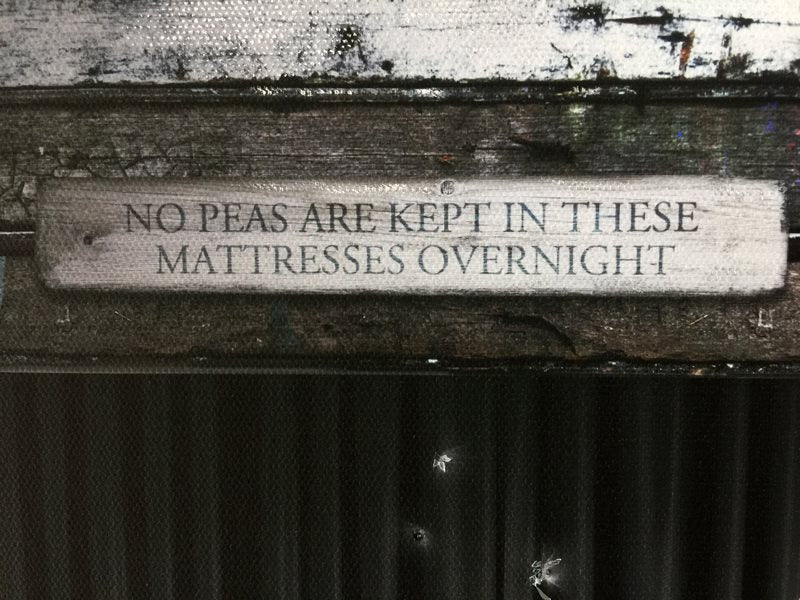 NO PEAS ARE KEPT IN THESE
MATTRESSES OVERNIGHT